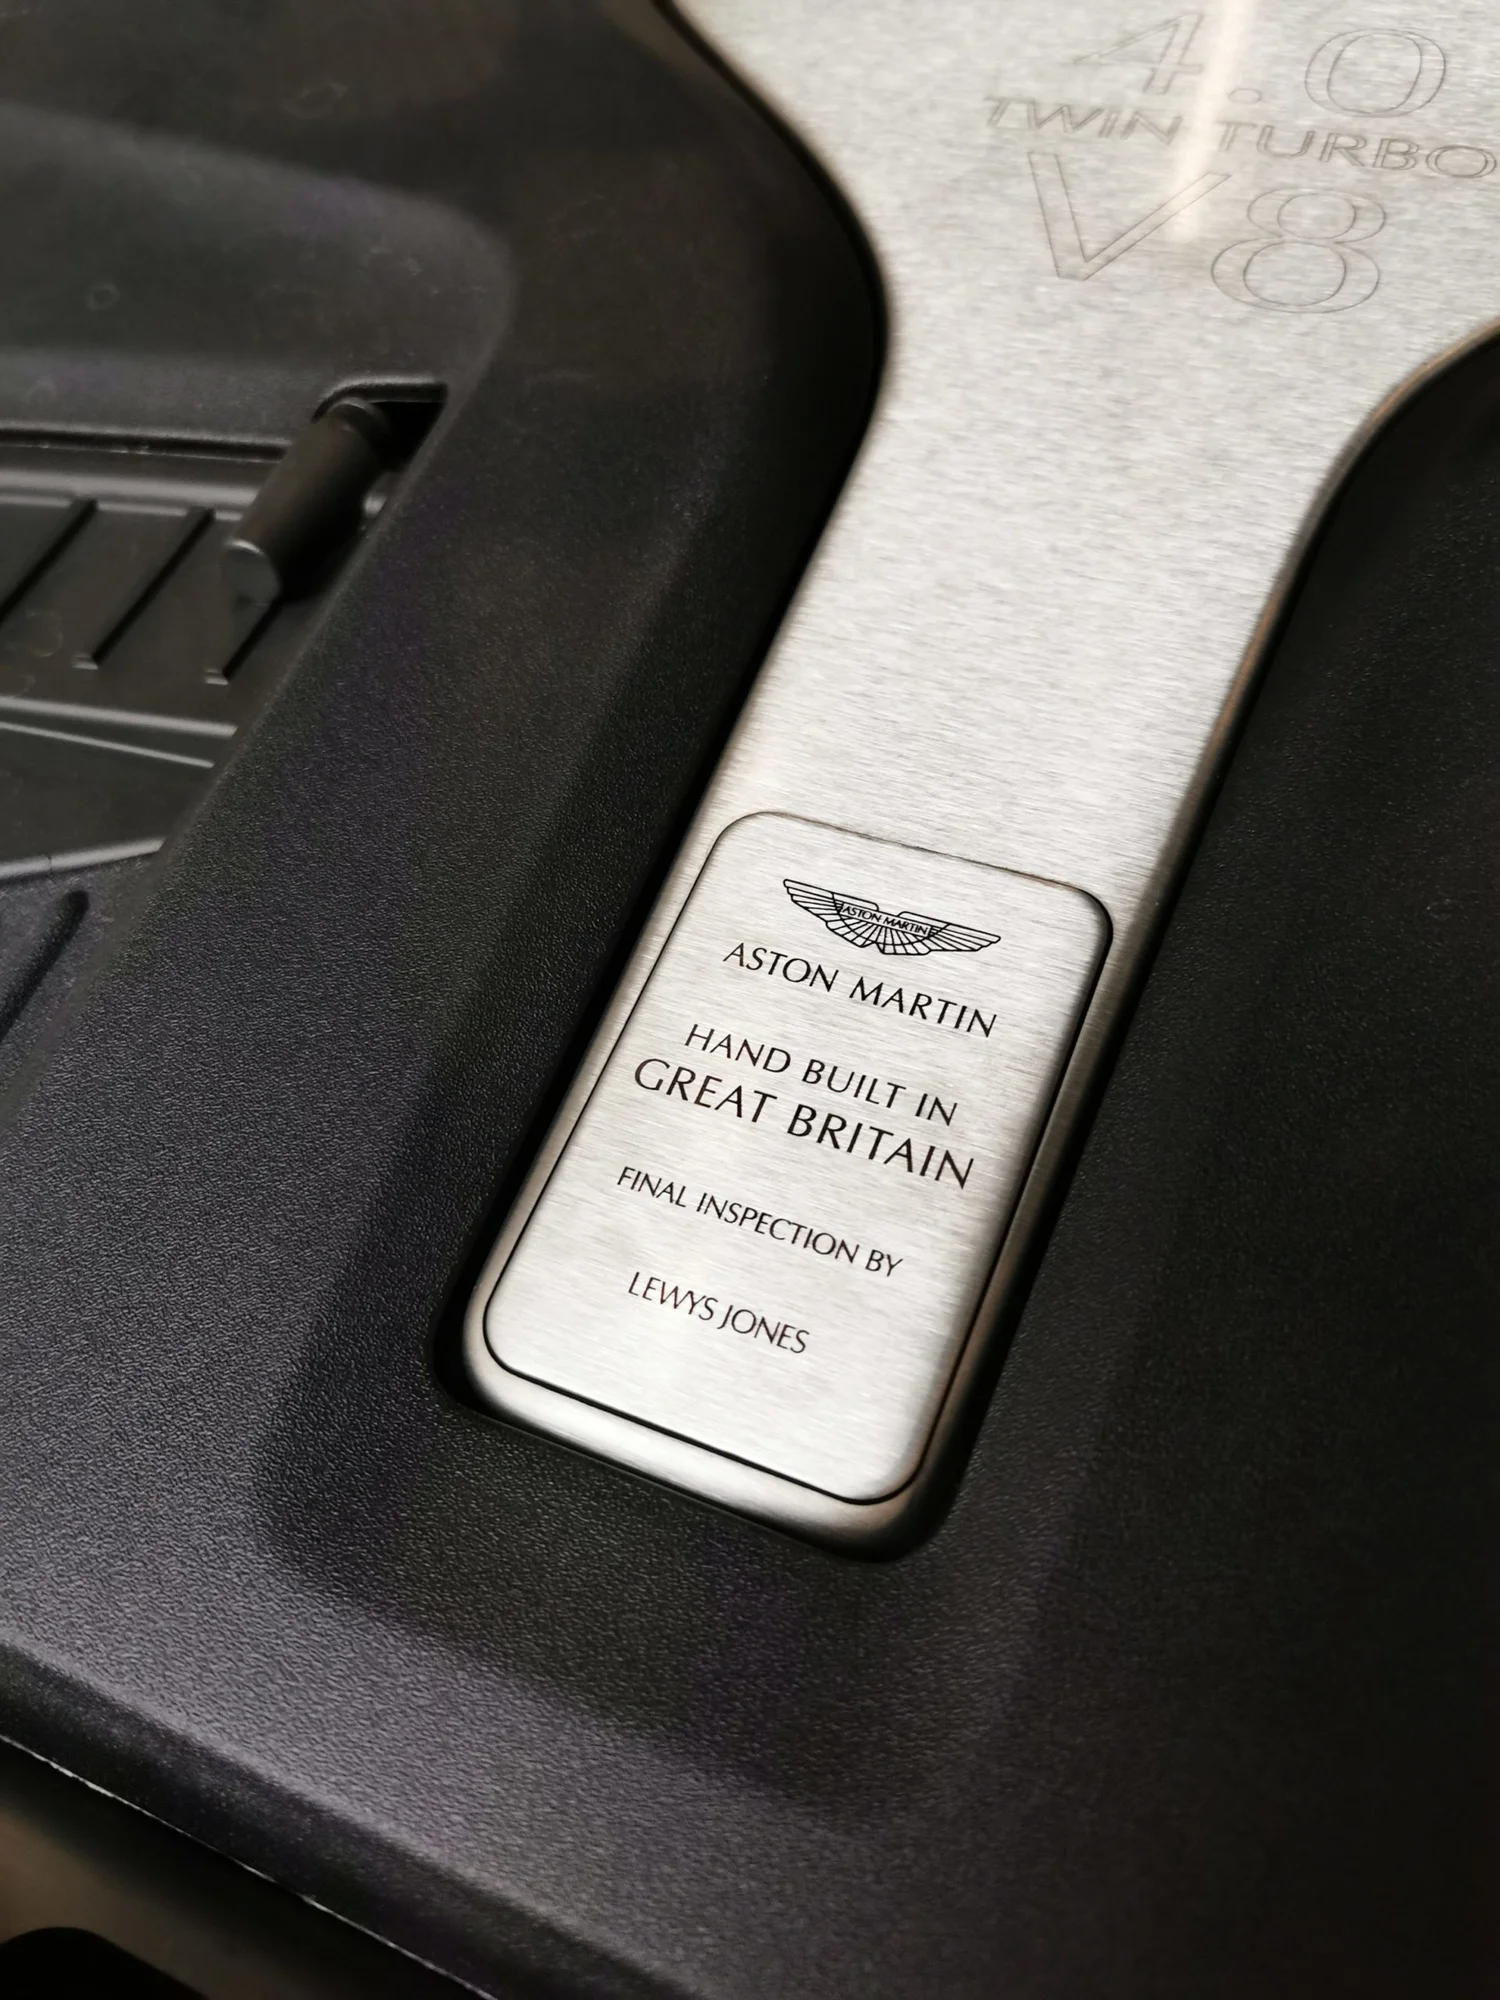 4.0
TWIN TURBO
V8
ASTON MARTIN
ASTON MARTIN
HAND BUILT IN
GREAT BRITAIN
FINAL INSPECTION BY
LEWYS JONES